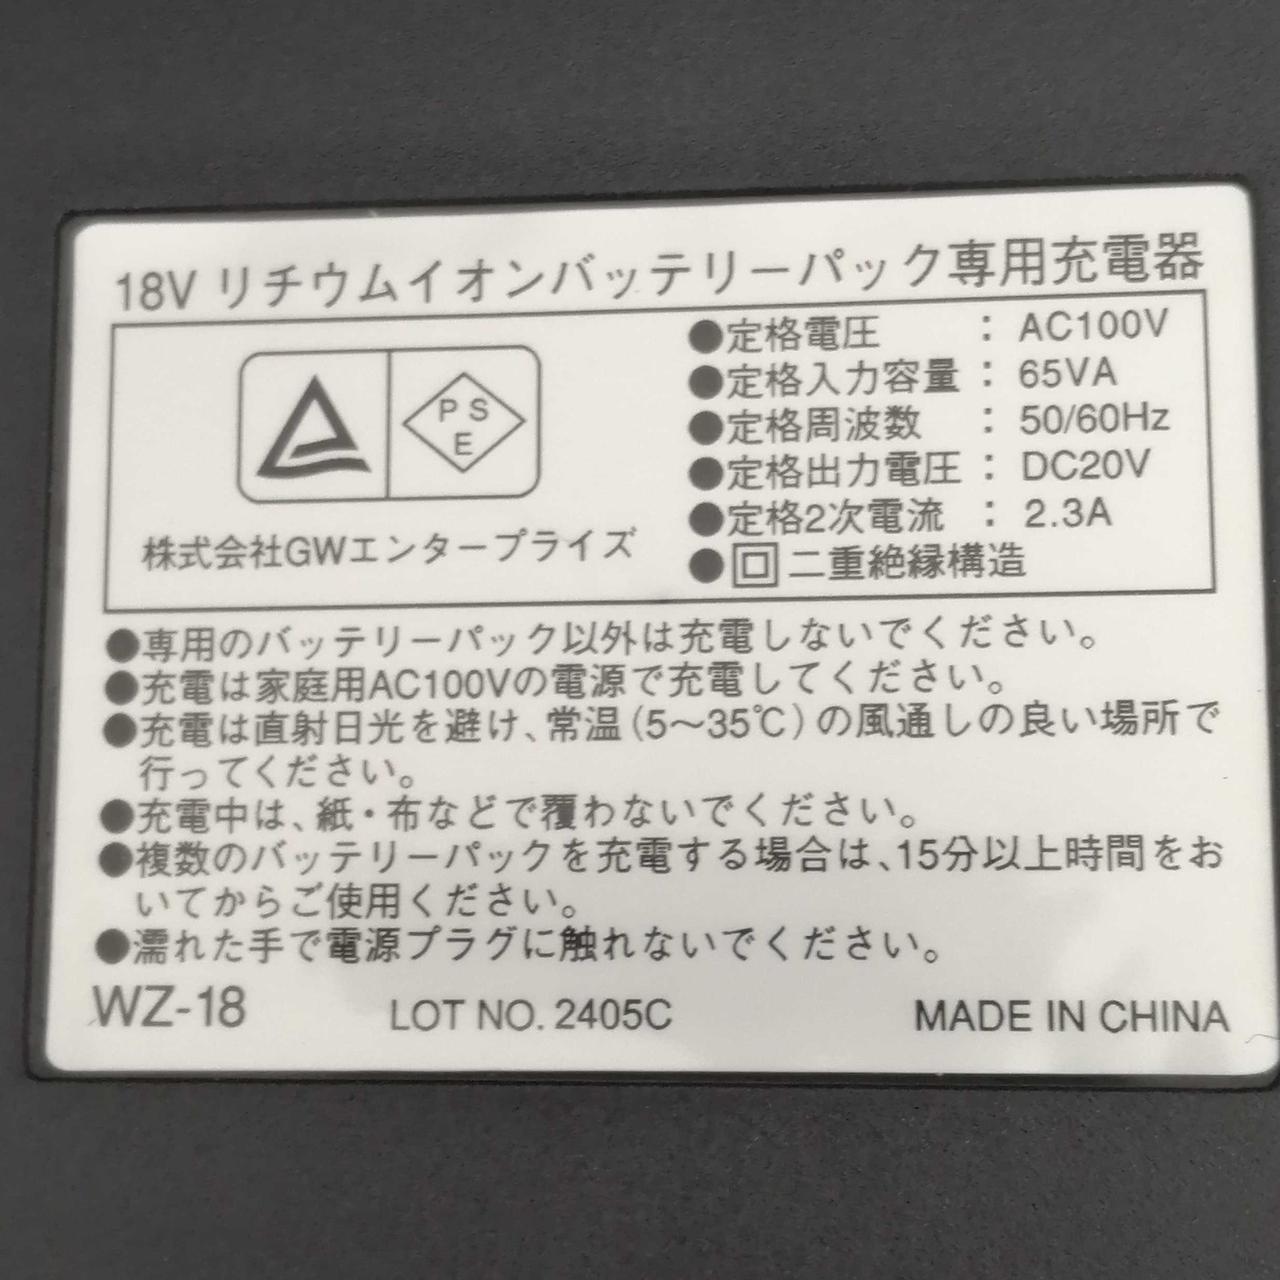 18V リチウムイオンバッテリーパック専用充電器
P S
E
株式会社GWエンタープライズ
●定格電圧 : AC100V
●定格入力容量 : 65VA
●定格周波数 : 50/60Hz
●定格出力電圧 : DC20V
●定格2次電流 : 2.3A
●回二重絶縁構造
●専用のバッテリーパック以外は充電しないでください。
●充電は家庭用AC100Vの電源で充電してください。
●充電は直射日光を避け、常温(5～35℃)の風通しの良い場所で
行ってください。
●充電中は、紙・布などで覆わないでください。
●複数のバッテリーパックを充電する場合は、15分以上時間をお
いてからご使用ください。
●濡れた手で電源プラグに触れないでください。
WZ-18 LOT NO. 2405C MADE IN CHINA